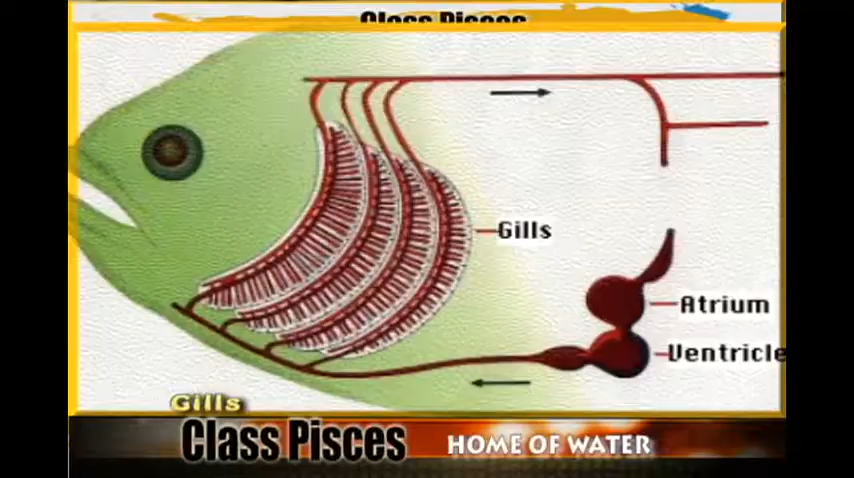 Class Pisces
Gills
Atrium
Ventricle
Gills
Class Pisces
HOME OF WATER